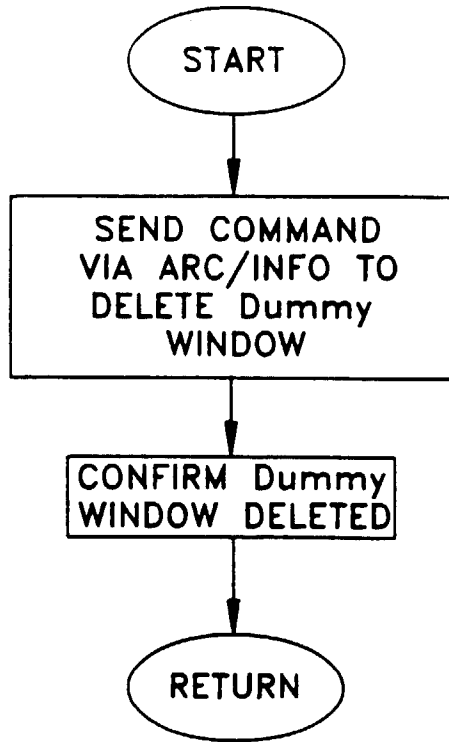 START
SEND COMMAND
VIA ARC/INFO TO
DELETE Dummy
WINDOW
CONFIRM Dummy
WINDOW DELETED
RETURN